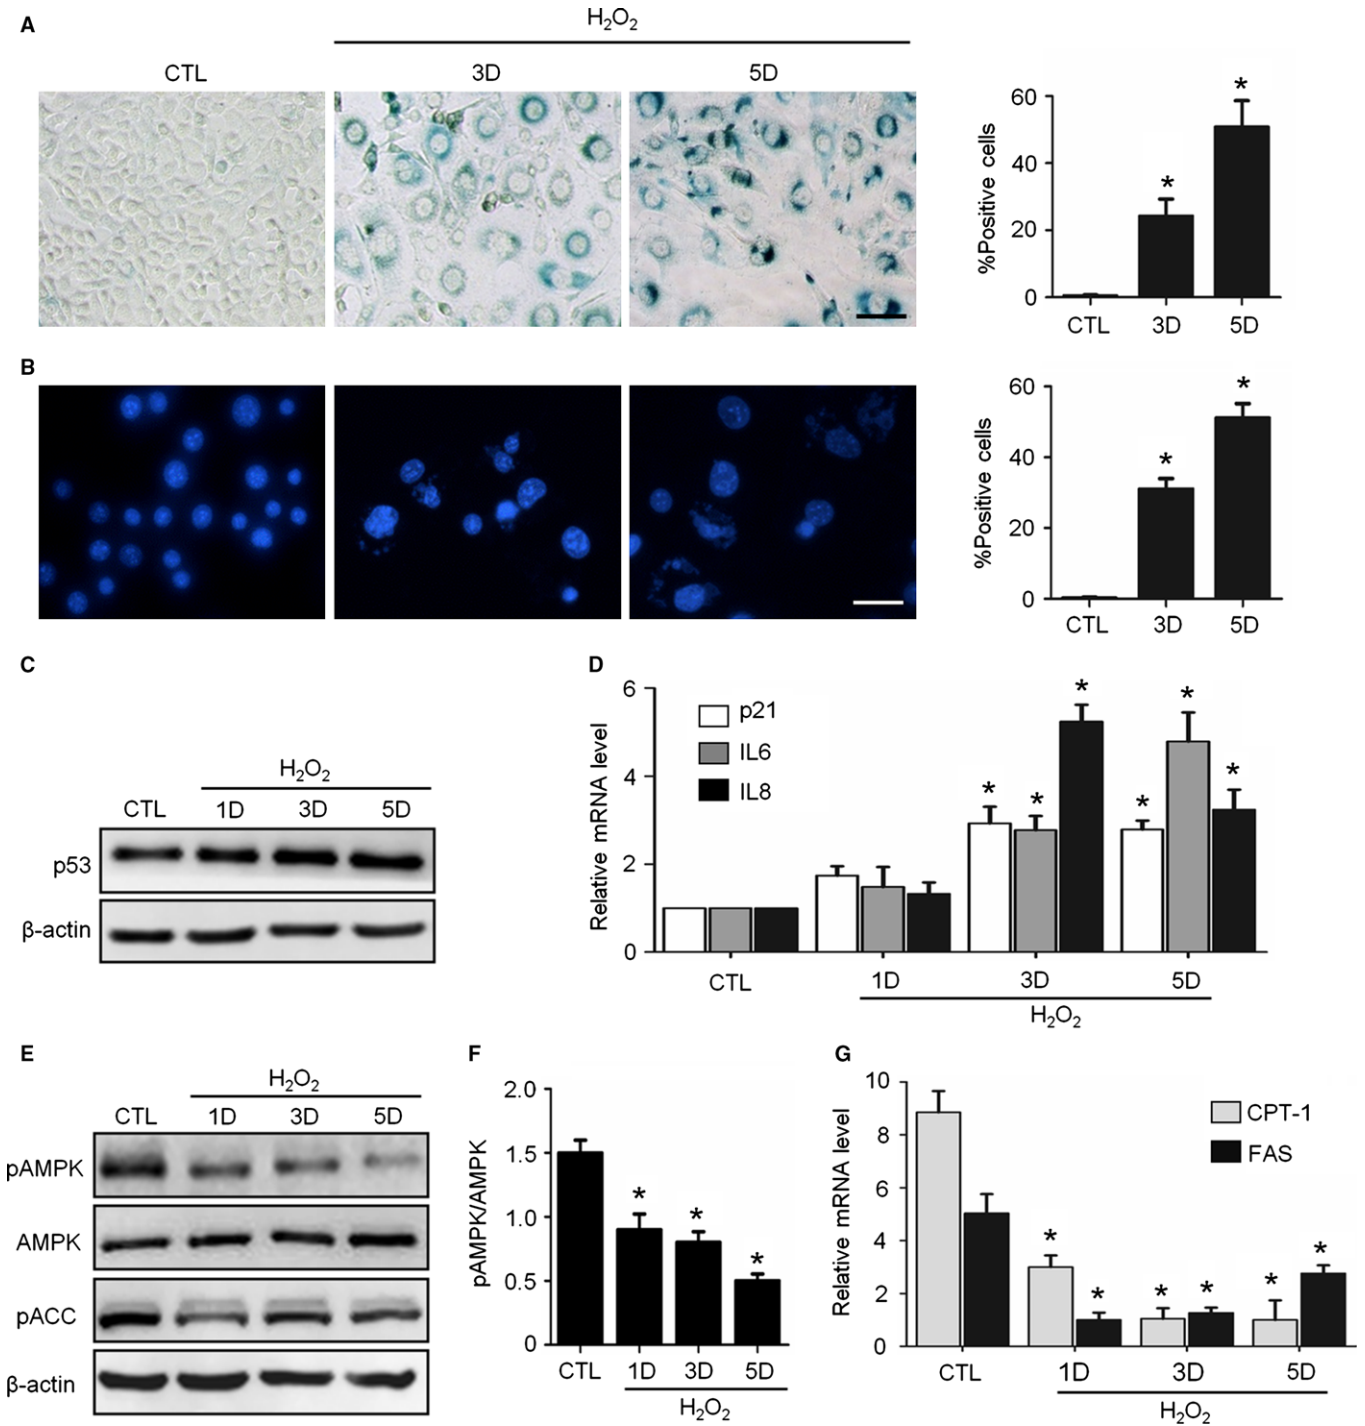 A
H₂O₂
CTL 3D 5D
%Positive cells
60
40
20
0
*
*
CTL 3D 5D
B
%Positive cells
60
40
20
0
*
*
CTL 3D 5D
C
H₂O₂
CTL 1D 3D 5D
p53
β-actin
D
Relative mRNA level
6
4
2
0
p21
IL6
IL8
* * * * * *
CTL 1D 3D 5D
H₂O₂
E
H₂O₂
CTL 1D 3D 5D
pAMPK
AMPK
pACC
β-actin
F
pAMPK/AMPK
2.0
1.5
1.0
0.5
0
* * *
CTL 1D 3D 5D
H₂O₂
G
Relative mRNA level
10
8
6
4
2
0
CPT-1
FAS
* * * * * *
CTL 1D 3D 5D
H₂O₂